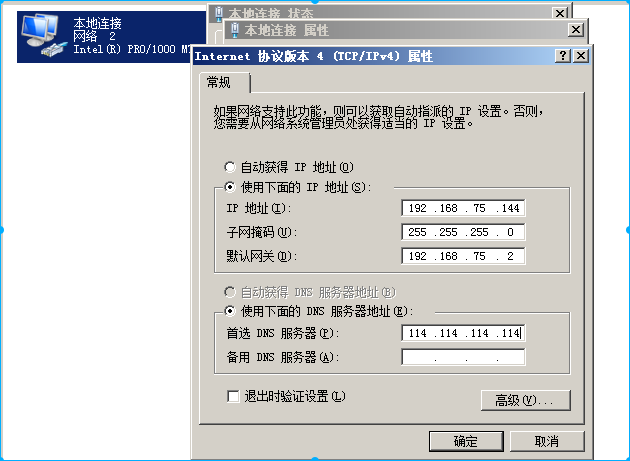 本地连接
网络 2
Intel(R) PRO/1000 M
本地连接 状态
本地连接 属性
Internet 协议版本 4 (TCP/IPv4) 属性
常规
如果网络支持此功能，则可以获取自动指派的 IP 设置。否则，
您需要从网络系统管理员处获得适当的 IP 设置。
自动获得 IP 地址(O)
使用下面的 IP 地址(S):
IP 地址(I): 192 .168 . 75 .144
子网掩码(U): 255 .255 .255 . 0
默认网关(D): 192 .168 . 75 . 2
自动获得 DNS 服务器地址(B)
使用下面的 DNS 服务器地址(E):
首选 DNS 服务器(P): 114 .114 .114 .114
备用 DNS 服务器(A): . . .
退出时验证设置(L)
高级(V)...
确定
取消